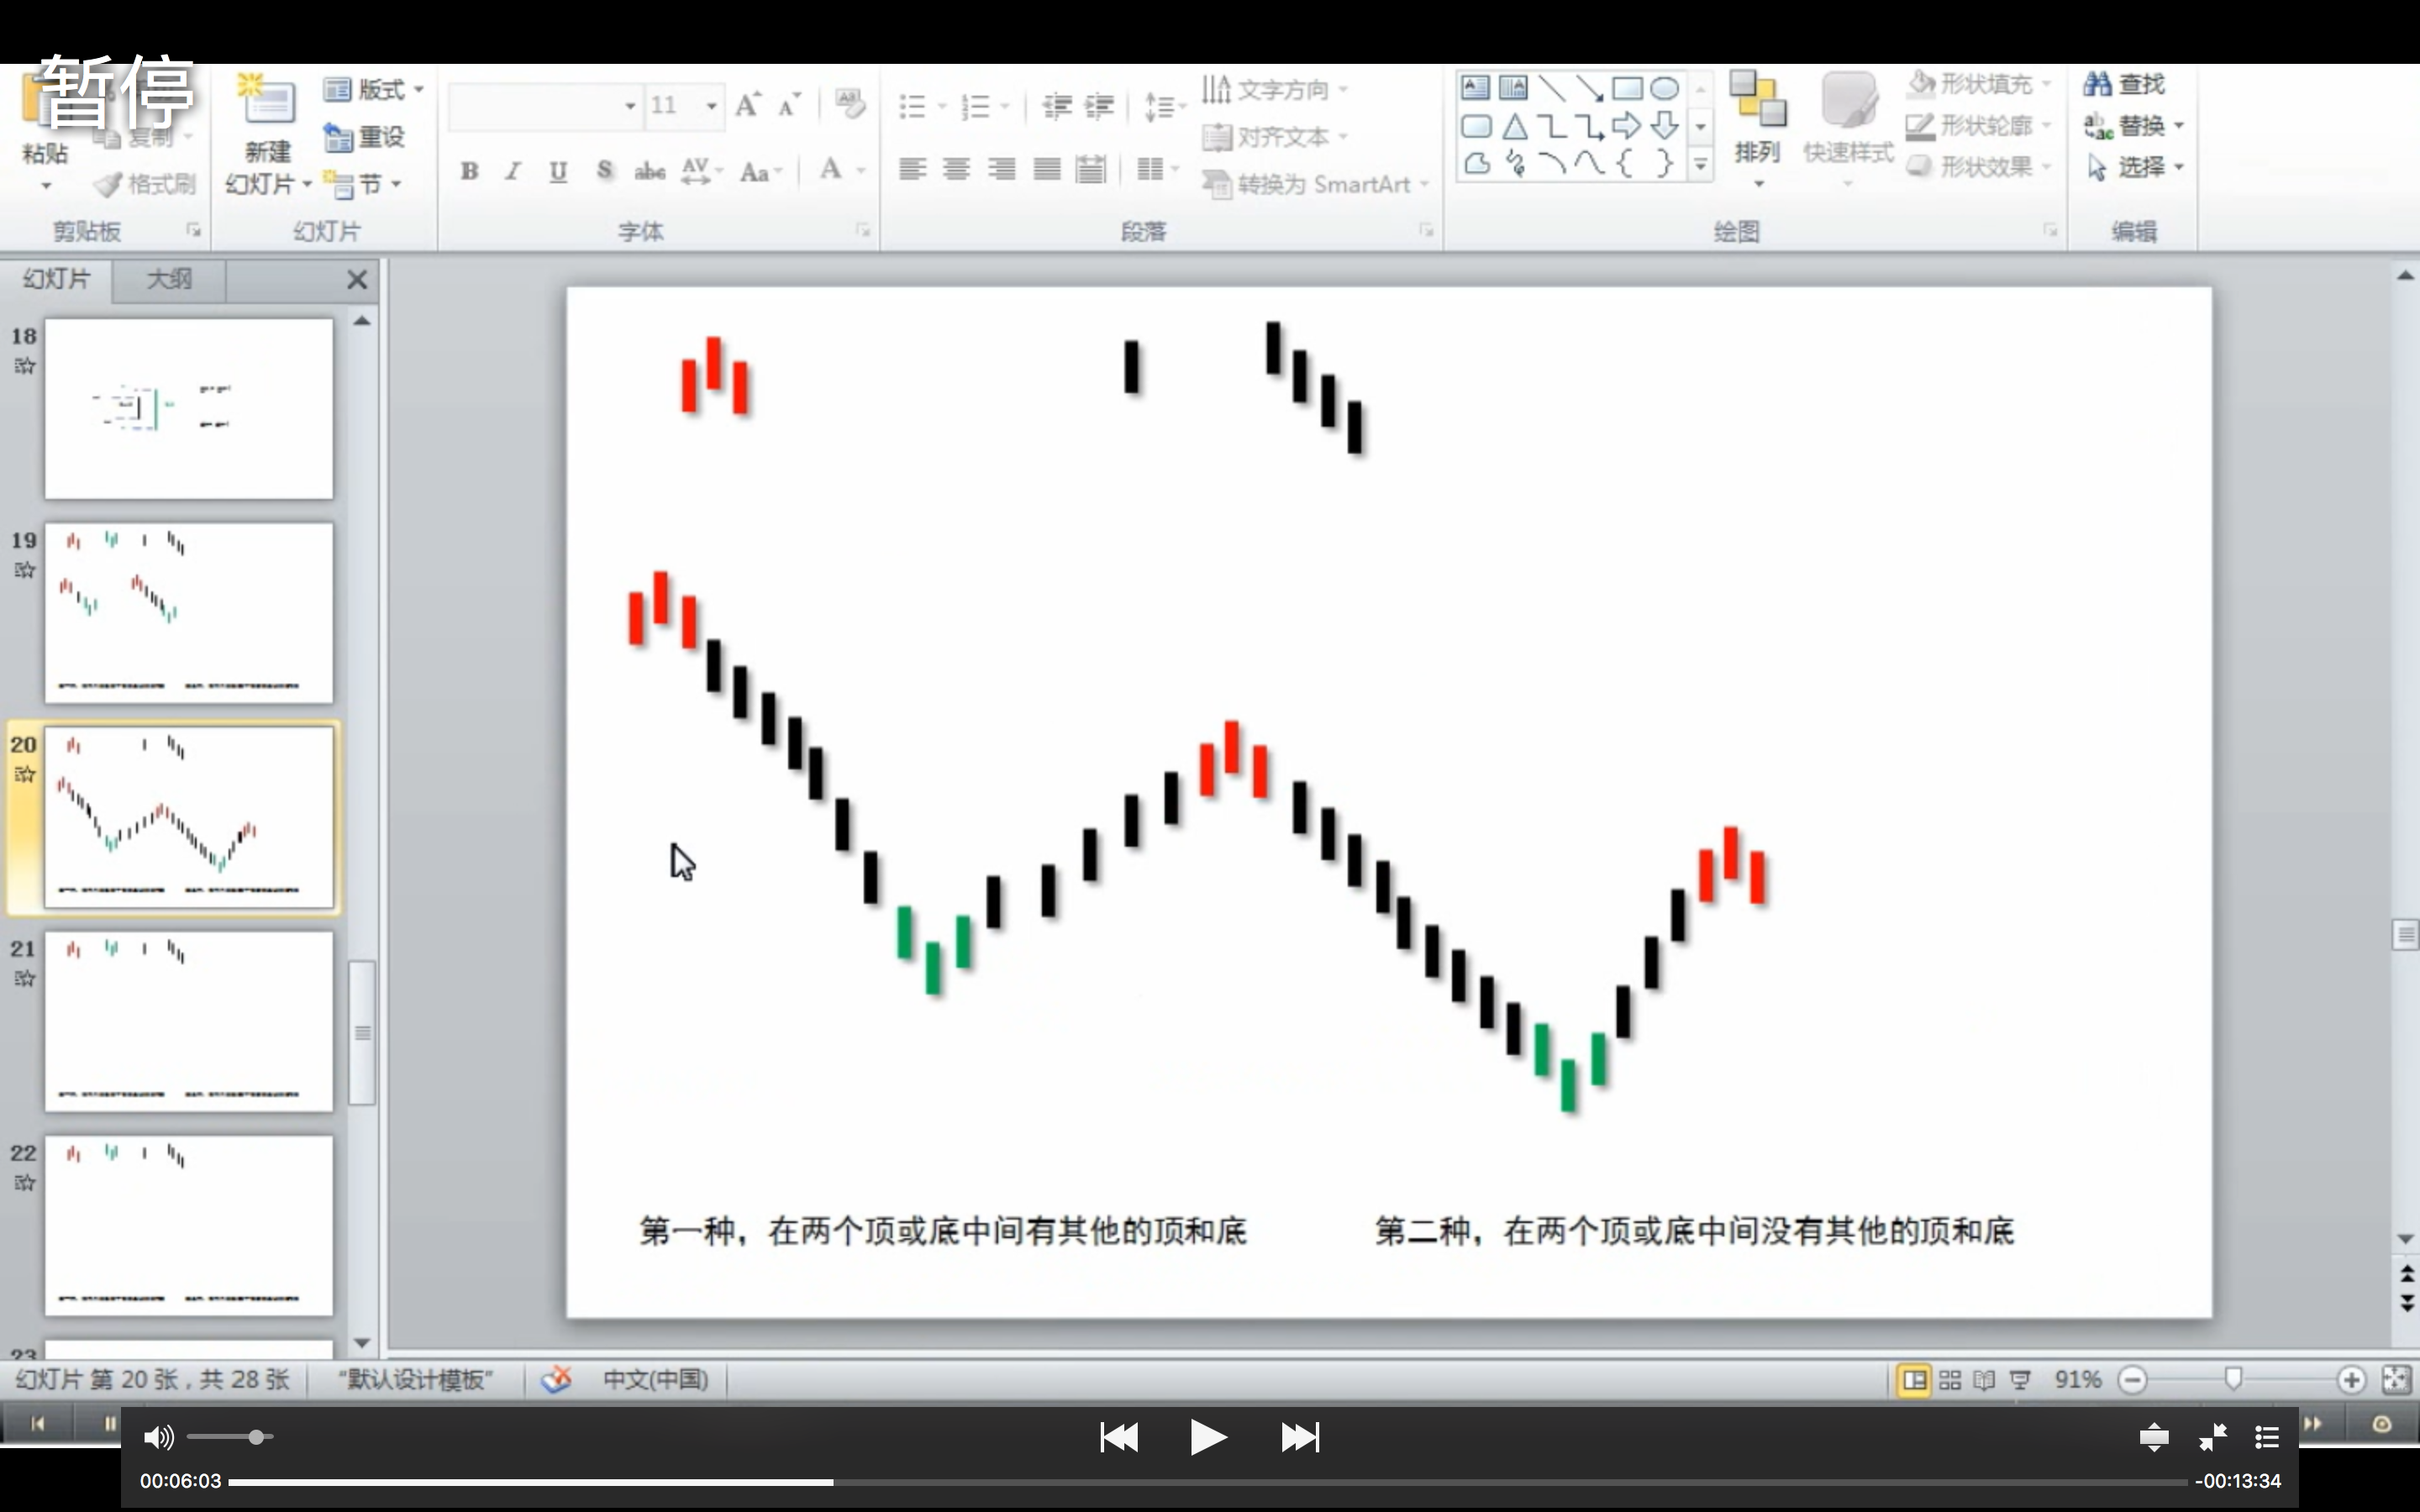 暂停
粘贴
复制
格式刷
剪贴板
新建
幻灯片
版式
重设
节
幻灯片
11
A A Aa
B I U S abc AV Aa A
字体
文字方向
对齐文本
转换为 SmartArt
段落
排列
快速样式
形状填充
形状轮廓
形状效果
绘图
查找
替换
选择
编辑
幻灯片 大纲
18
19
20
21
22
23
第一种，在两个顶或底中间有其他的顶和底
第二种，在两个顶或底中间没有其他的顶和底
幻灯片 第 20 张，共 28 张
“默认设计模板”
中文(中国)
91%
00:06:03
-00:13:34